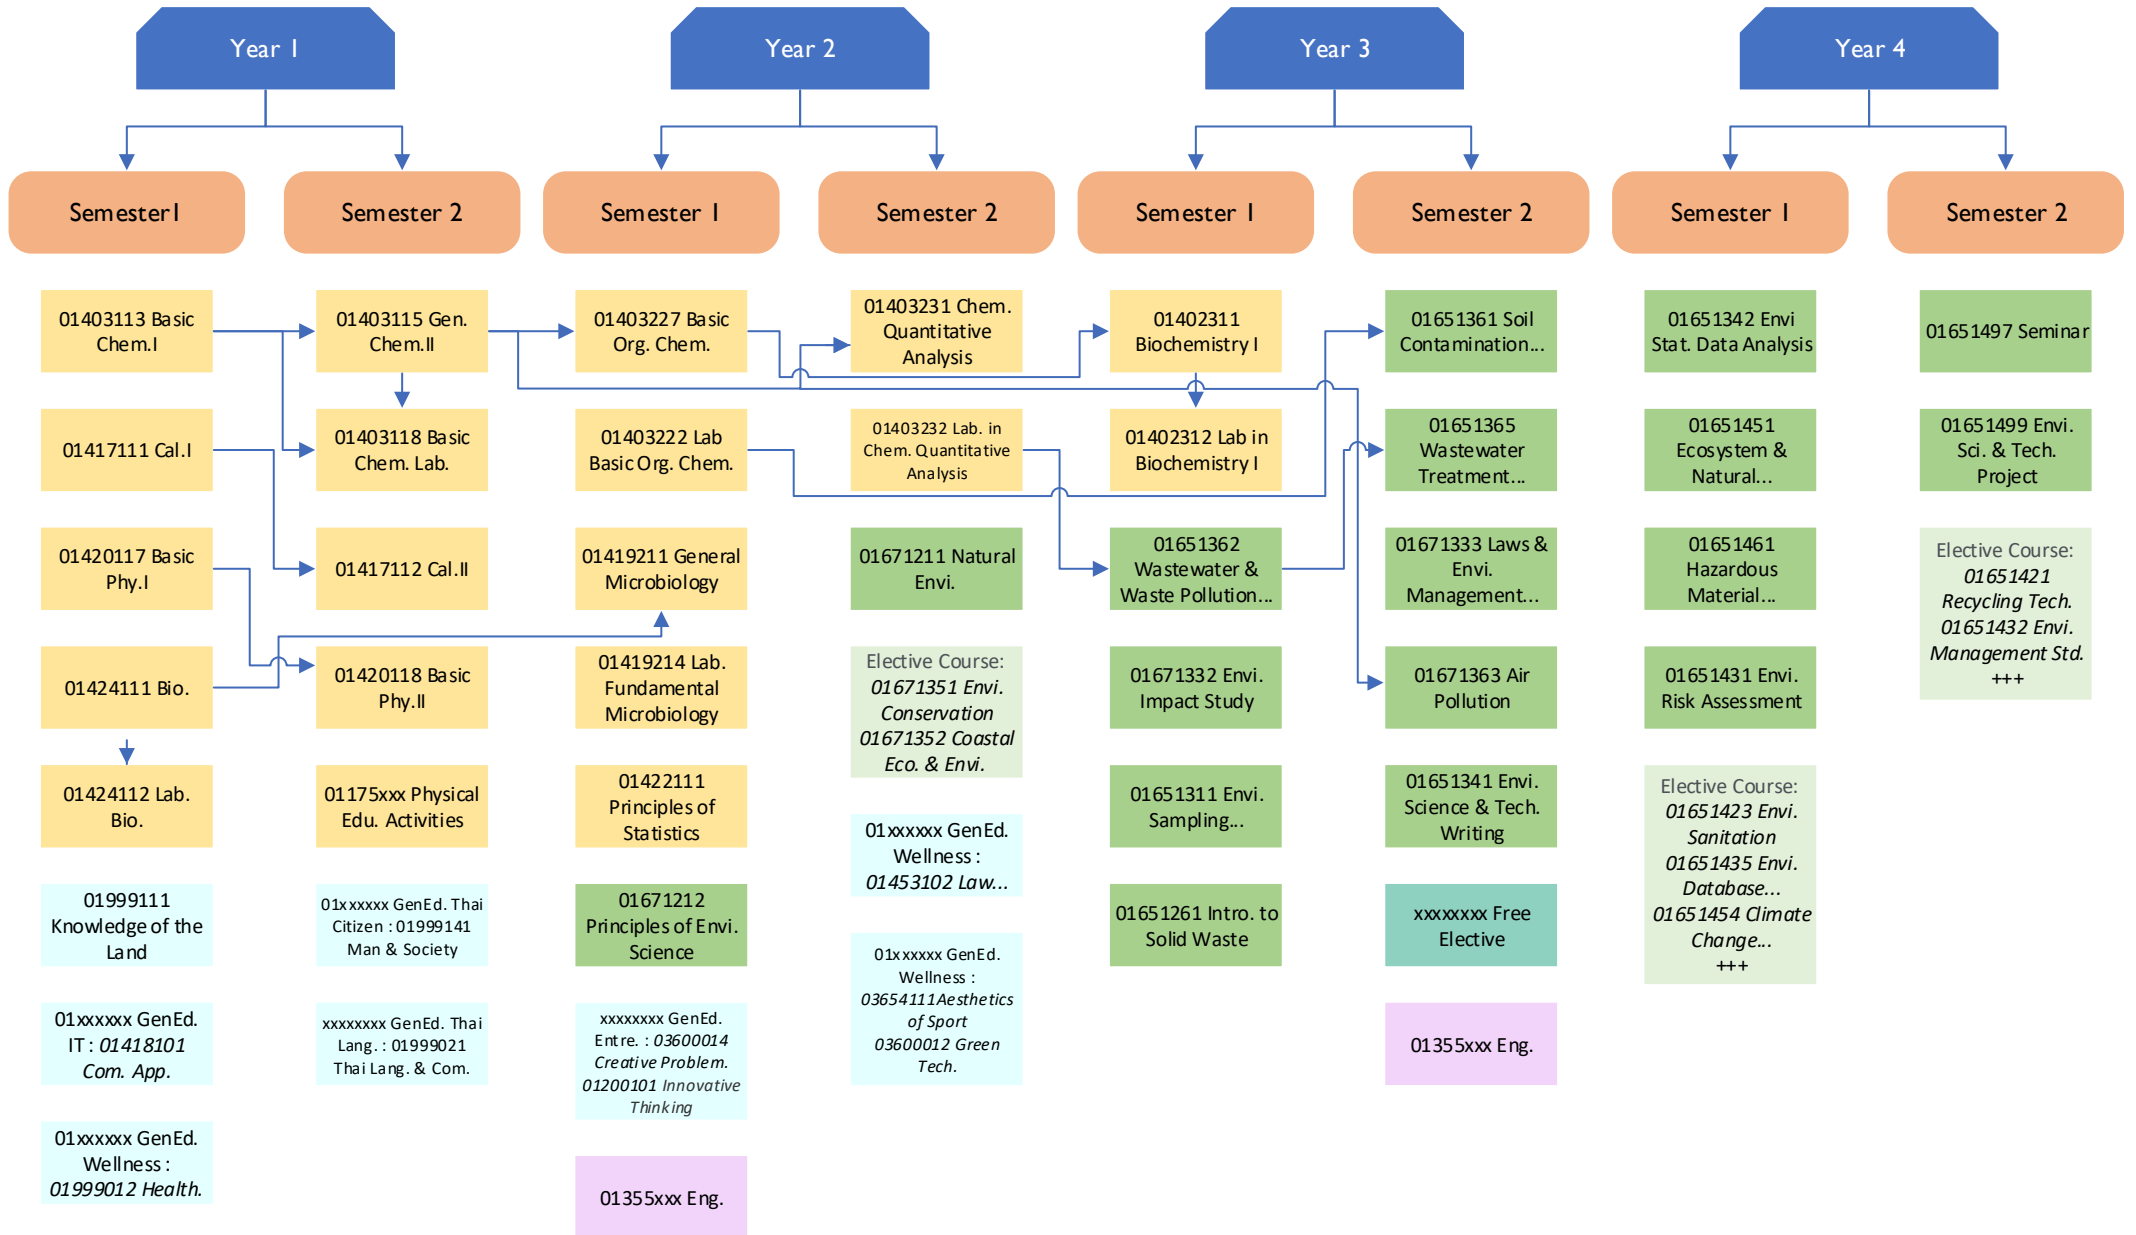 Year 1
Year 2
Year 3
Year 4
Semester1
Semester 2
Semester 1
Semester 2
Semester 1
Semester 2
Semester 1
Semester 2
01403113 Basic
Chem.I
01417111 Cal.I
01420117 Basic
Phy.I
01424111 Bio.
01424112 Lab.
Bio.
01999111
Knowledge of the
Land
01xxxxxx GenEd.
IT : 01418101
Com. App.
01xxxxxx GenEd.
Wellness :
01999012 Health.
01403115 Gen.
Chem.II
01403118 Basic
Chem. Lab.
01417112 Cal.II
01420118 Basic
Phy.II
01175xxx Physical
Edu. Activities
01xxxxxx GenEd. Thai
Citizen : 01999141
Man & Society
xxxxxxxx GenEd. Thai
Lang. : 01999021
Thai Lang. & Com.
01403227 Basic
Org. Chem.
01403222 Lab
Basic Org. Chem.
01419211 General
Microbiology
01419214 Lab.
Fundamental
Microbiology
01422111
Principles of
Statistics
01671212
Principles of Envi.
Science
xxxxxxxx GenEd.
Entre. : 03600014
Creative Problem.
01200101 Innovative
Thinking
01355xxx Eng.
01403231 Chem.
Quantitative
Analysis
01403232 Lab. in
Chem. Quantitative
Analysis
01671211 Natural
Envi.
Elective Course:
01671351 Envi.
Conservation
01671352 Coastal
Eco. & Envi.
01xxxxxx GenEd.
Wellness :
01453102 Law...
01xxxxxx GenEd.
Wellness :
03654111Aesthetics
of Sport
03600012 Green
Tech.
01402311
Biochemistry I
01402312 Lab in
Biochemistry I
01651362
Wastewater &
Waste Pollution...
01671332 Envi.
Impact Study
01651311 Envi.
Sampling...
01651261 Intro. to
Solid Waste
01651361 Soil
Contamination...
01651365
Wastewater
Treatment...
01671333 Laws &
Envi.
Management...
01671363 Air
Pollution
01651341 Envi.
Science & Tech.
Writing
xxxxxxxx Free
Elective
01355xxx Eng.
01651342 Envi
Stat. Data Analysis
01651451
Ecosystem &
Natural...
01651461
Hazardous
Material...
01651431 Envi.
Risk Assessment
Elective Course:
01651423 Envi.
Sanitation
01651435 Envi.
Database...
01651454 Climate
Change...
+++
01651497 Seminar
01651499 Envi.
Sci. & Tech.
Project
Elective Course:
01651421
Recycling Tech.
01651432 Envi.
Management Std.
+++